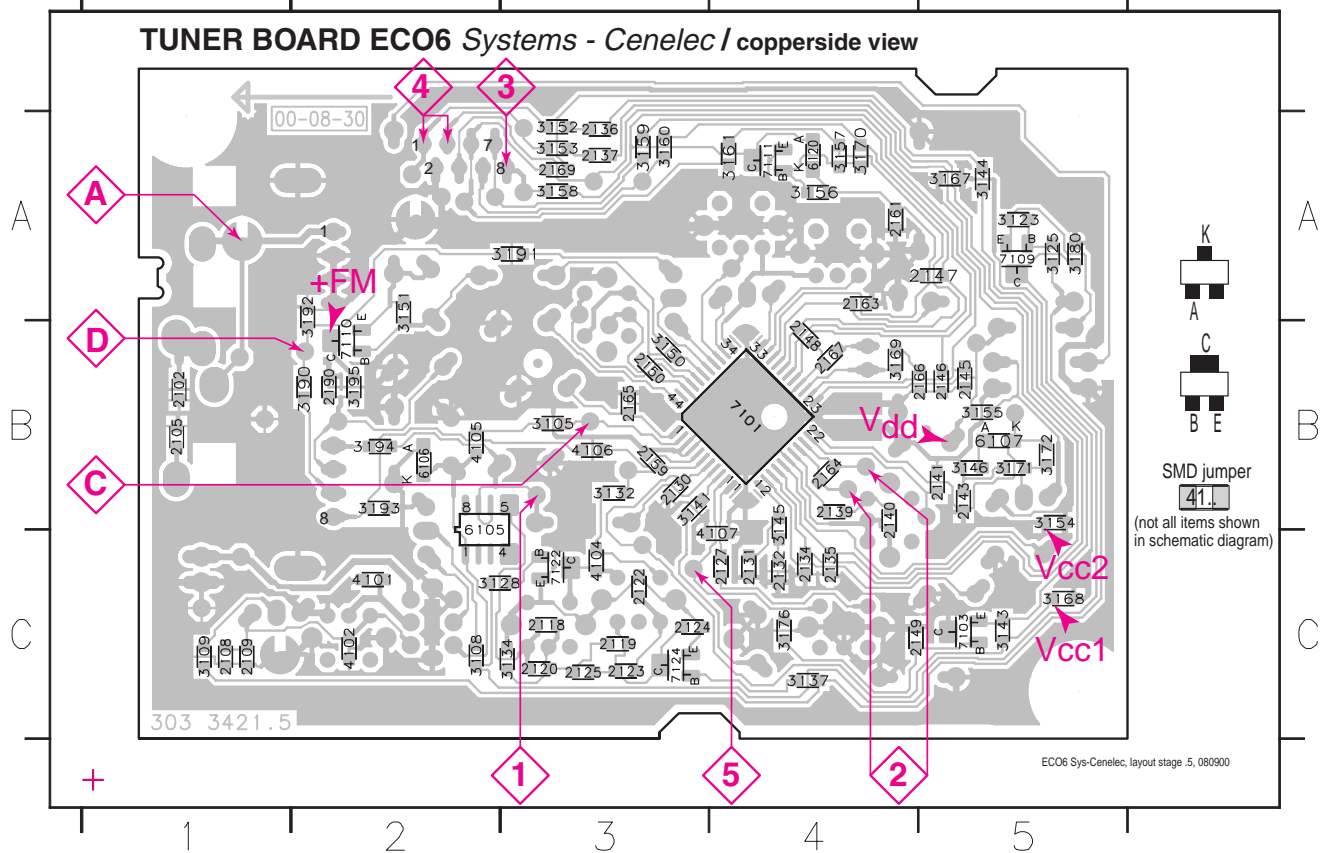 TUNER BOARD ECO6 Systems - Cenelec / copperside view
4 3
00-08-30
1 7
2 8
3152 2136
3153 2137
2169
3158
3159 3160 3161
C 7111 E B
A K 6120
3157 3170
3156
3167 3144
2161
3123
E B
7109
C
3125 3180
A
A
A
1
3191
2147
2163
+FM
3192
3151
D
7110 E B C
3190 2190 3195
2102
2105
3150
2150
2165
34 33
44 23
1 22
11 12
7101
2148
2167
3169
2166 2146 2145
3155
A K
6107
3146 3171
3172
Vdd
B
B
3105
4106
3194
A
6106
K
4105
C
3193
8
8 5
6105
1 4
2159
2130
3132
3141
2164
2139
2140
2141
2143
3154
Vcc2
4107
3145
2127 2131 2132 2134 2135
4101
3128
B
7122 C
E
4104
2122
2118
2124
2119
3176
2149
C 7103 E B
3143
3168
Vcc1
C
C
3109 2108 2109
4102
3108 3134
2120 2125 2123
C 7124 E B
3137
303 3421.5
1 5 2
ECO6 Sys-Cenelec, layout stage .5, 080900
K
A
C
B E
SMD jumper
41..
(not all items shown
in schematic diagram)
1 2 3 4 5